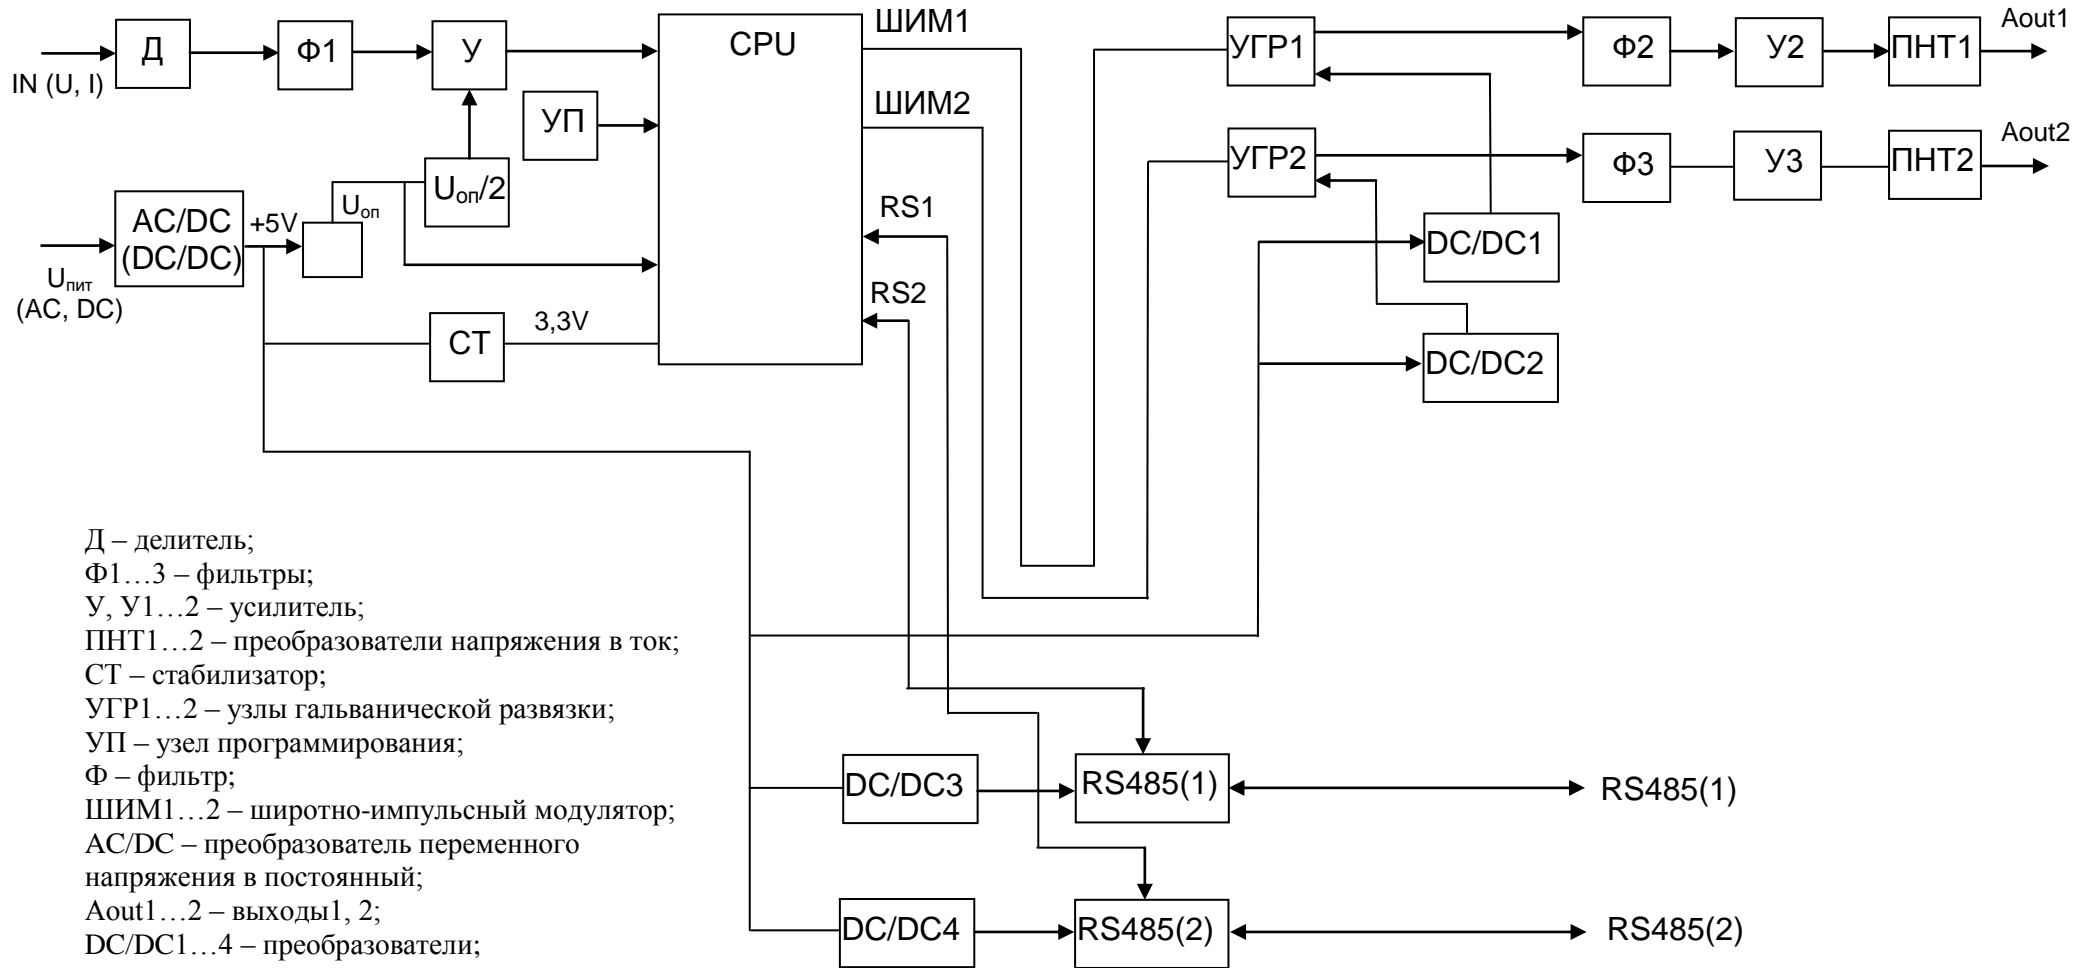 ШИМ1
Aout1
Д
Ф1
У
CPU
УГР1
Ф2
У2
ПНТ1
IN (U, I)
ШИМ2
УП
Aout2
УГР2
Ф3
У3
ПНТ2
Uоп/2
Uоп
RS1
AC/DC
(DC/DC)
+5V
DC/DC1
Uпит
(AC, DC)
RS2
3,3V
СТ
DC/DC2
Д – делитель;
Ф1…3 – фильтры;
У, У1…2 – усилитель;
ПНТ1…2 – преобразователи напряжения в ток;
СТ – стабилизатор;
УГР1…2 – узлы гальванической развязки;
УП – узел программирования;
Ф – фильтр;
ШИМ1…2 – широтно-импульсный модулятор;
AC/DC – преобразователь переменного
напряжения в постоянный;
Aout1…2 – выходы1, 2;
DC/DC1…4 – преобразователи;
DC/DC3
RS485(1)
RS485(1)
DC/DC4
RS485(2)
RS485(2)